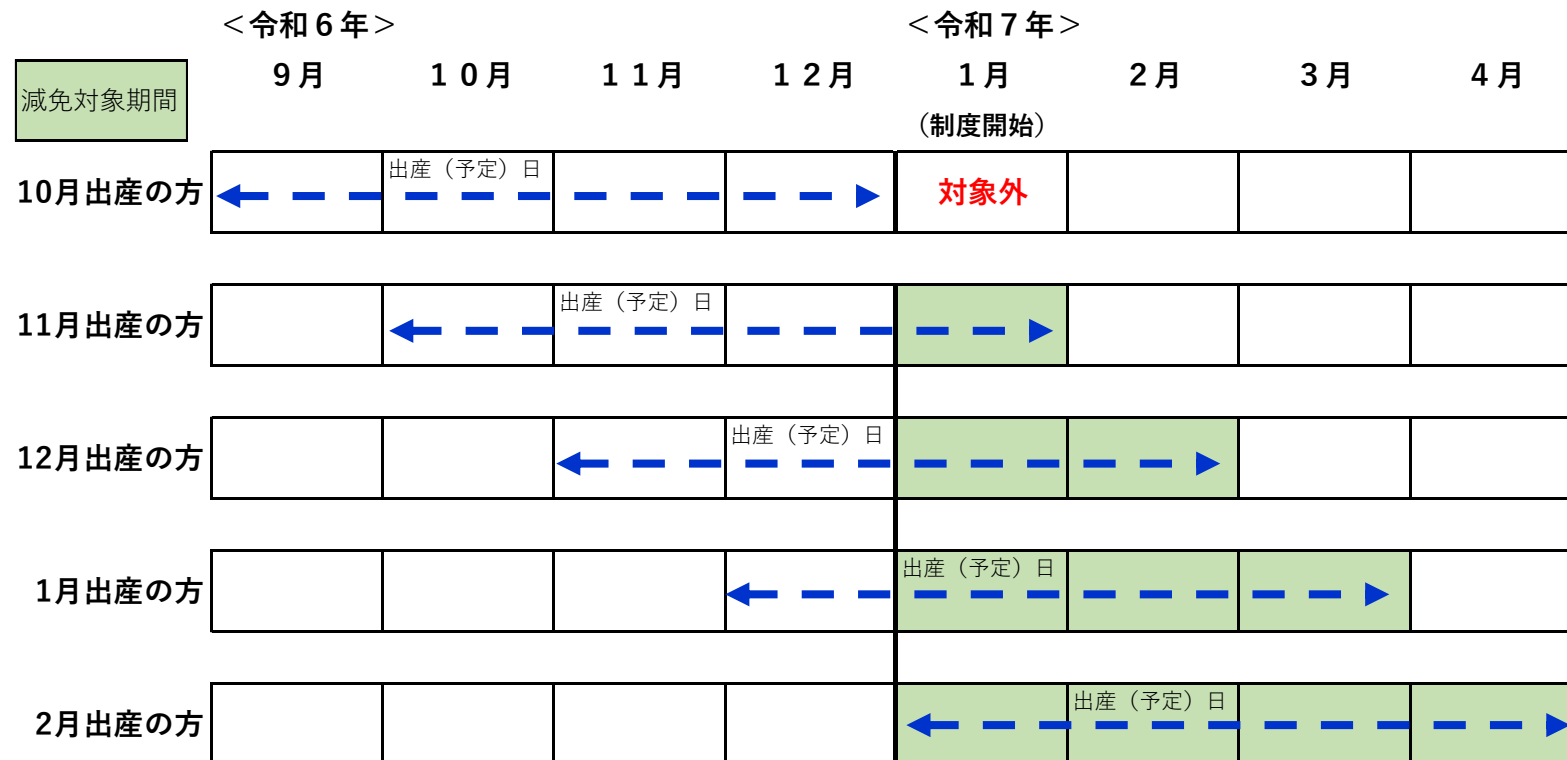 ＜令和６年＞ ＜令和７年＞
減免対象期間 ９月 １０月 １１月 １２月 １月 ２月 ３月 ４月
（制度開始）
10月出産の方 出産（予定）日 対象外
11月出産の方 出産（予定）日
12月出産の方 出産（予定）日
1月出産の方 出産（予定）日
2月出産の方 出産（予定）日